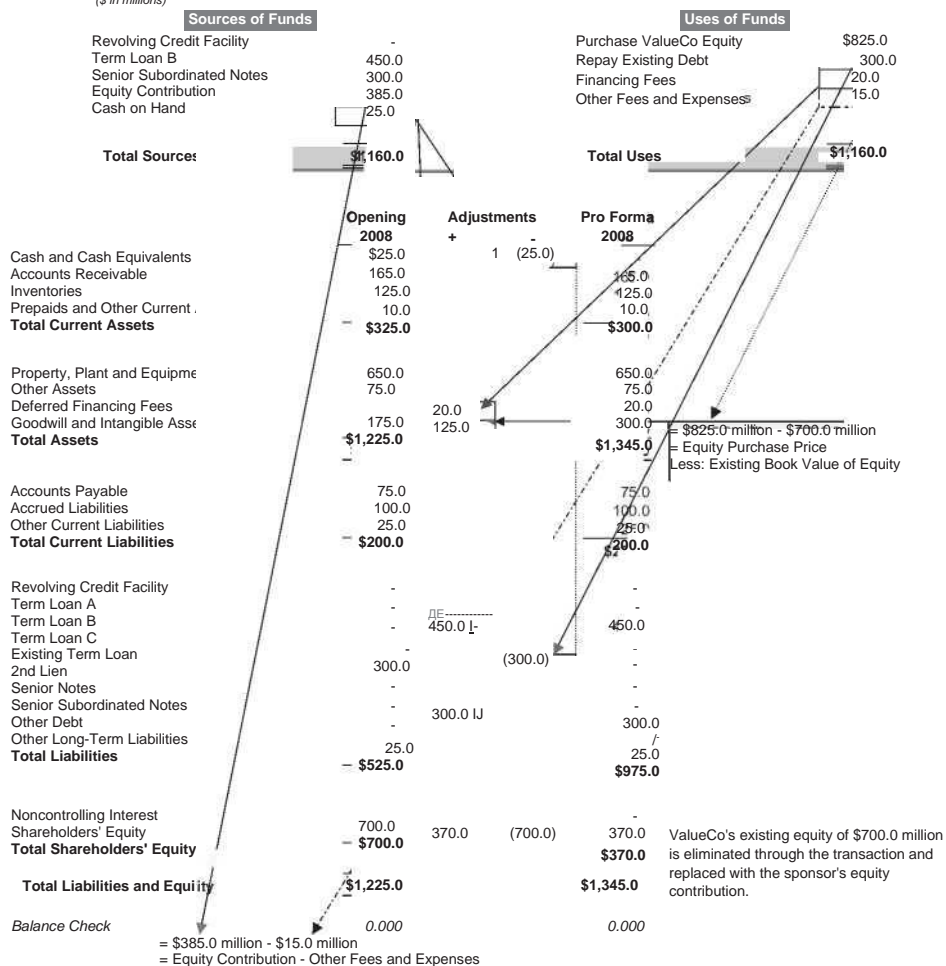 ($ in millions)
Sources of Funds Uses of Funds
Revolving Credit Facility - Purchase ValueCo Equity $825.0
Term Loan B 450.0 Repay Existing Debt 300.0
Senior Subordinated Notes 300.0 Financing Fees 20.0
Equity Contribution 385.0 Other Fees and Expenses 15.0
Cash on Hand 25.0
Total Sources $1,160.0 Total Uses $1,160.0
Opening Adjustments Pro Forma
2008 + - 2008
Cash and Cash Equivalents $25.0 1 (25.0)
Accounts Receivable 165.0 165.0
Inventories 125.0 125.0
Prepaids and Other Current 10.0 10.0
Total Current Assets $325.0 $300.0
Property, Plant and Equipme 650.0 650.0
Other Assets 75.0 75.0
Deferred Financing Fees 20.0 20.0
Goodwill and Intangible Asse 175.0 125.0 300.0
Total Assets $1,225.0 $1,345.0
= $825.0 million - $700.0 million
= Equity Purchase Price
Less: Existing Book Value of Equity
Accounts Payable 75.0 75.0
Accrued Liabilities 100.0 100.0
Other Current Liabilities 25.0 25.0
Total Current Liabilities $200.0 200.0
Revolving Credit Facility - -
Term Loan A - -
Term Loan B - 450.0 450.0
Term Loan C - -
Existing Term Loan 300.0 (300.0) -
2nd Lien - -
Senior Notes - -
Senior Subordinated Notes - 300.0 300.0
Other Debt - -
Other Long-Term Liabilities 25.0 25.0
Total Liabilities $525.0 $975.0
Noncontrolling Interest -
Shareholders' Equity 700.0 370.0 (700.0) 370.0
Total Shareholders' Equity $700.0 $370.0
ValueCo's existing equity of $700.0 million
is eliminated through the transaction and
replaced with the sponsor's equity
contribution.
Total Liabilities and Equity $1,225.0 $1,345.0
Balance Check 0.000 0.000
= $385.0 million - $15.0 million
= Equity Contribution - Other Fees and Expenses